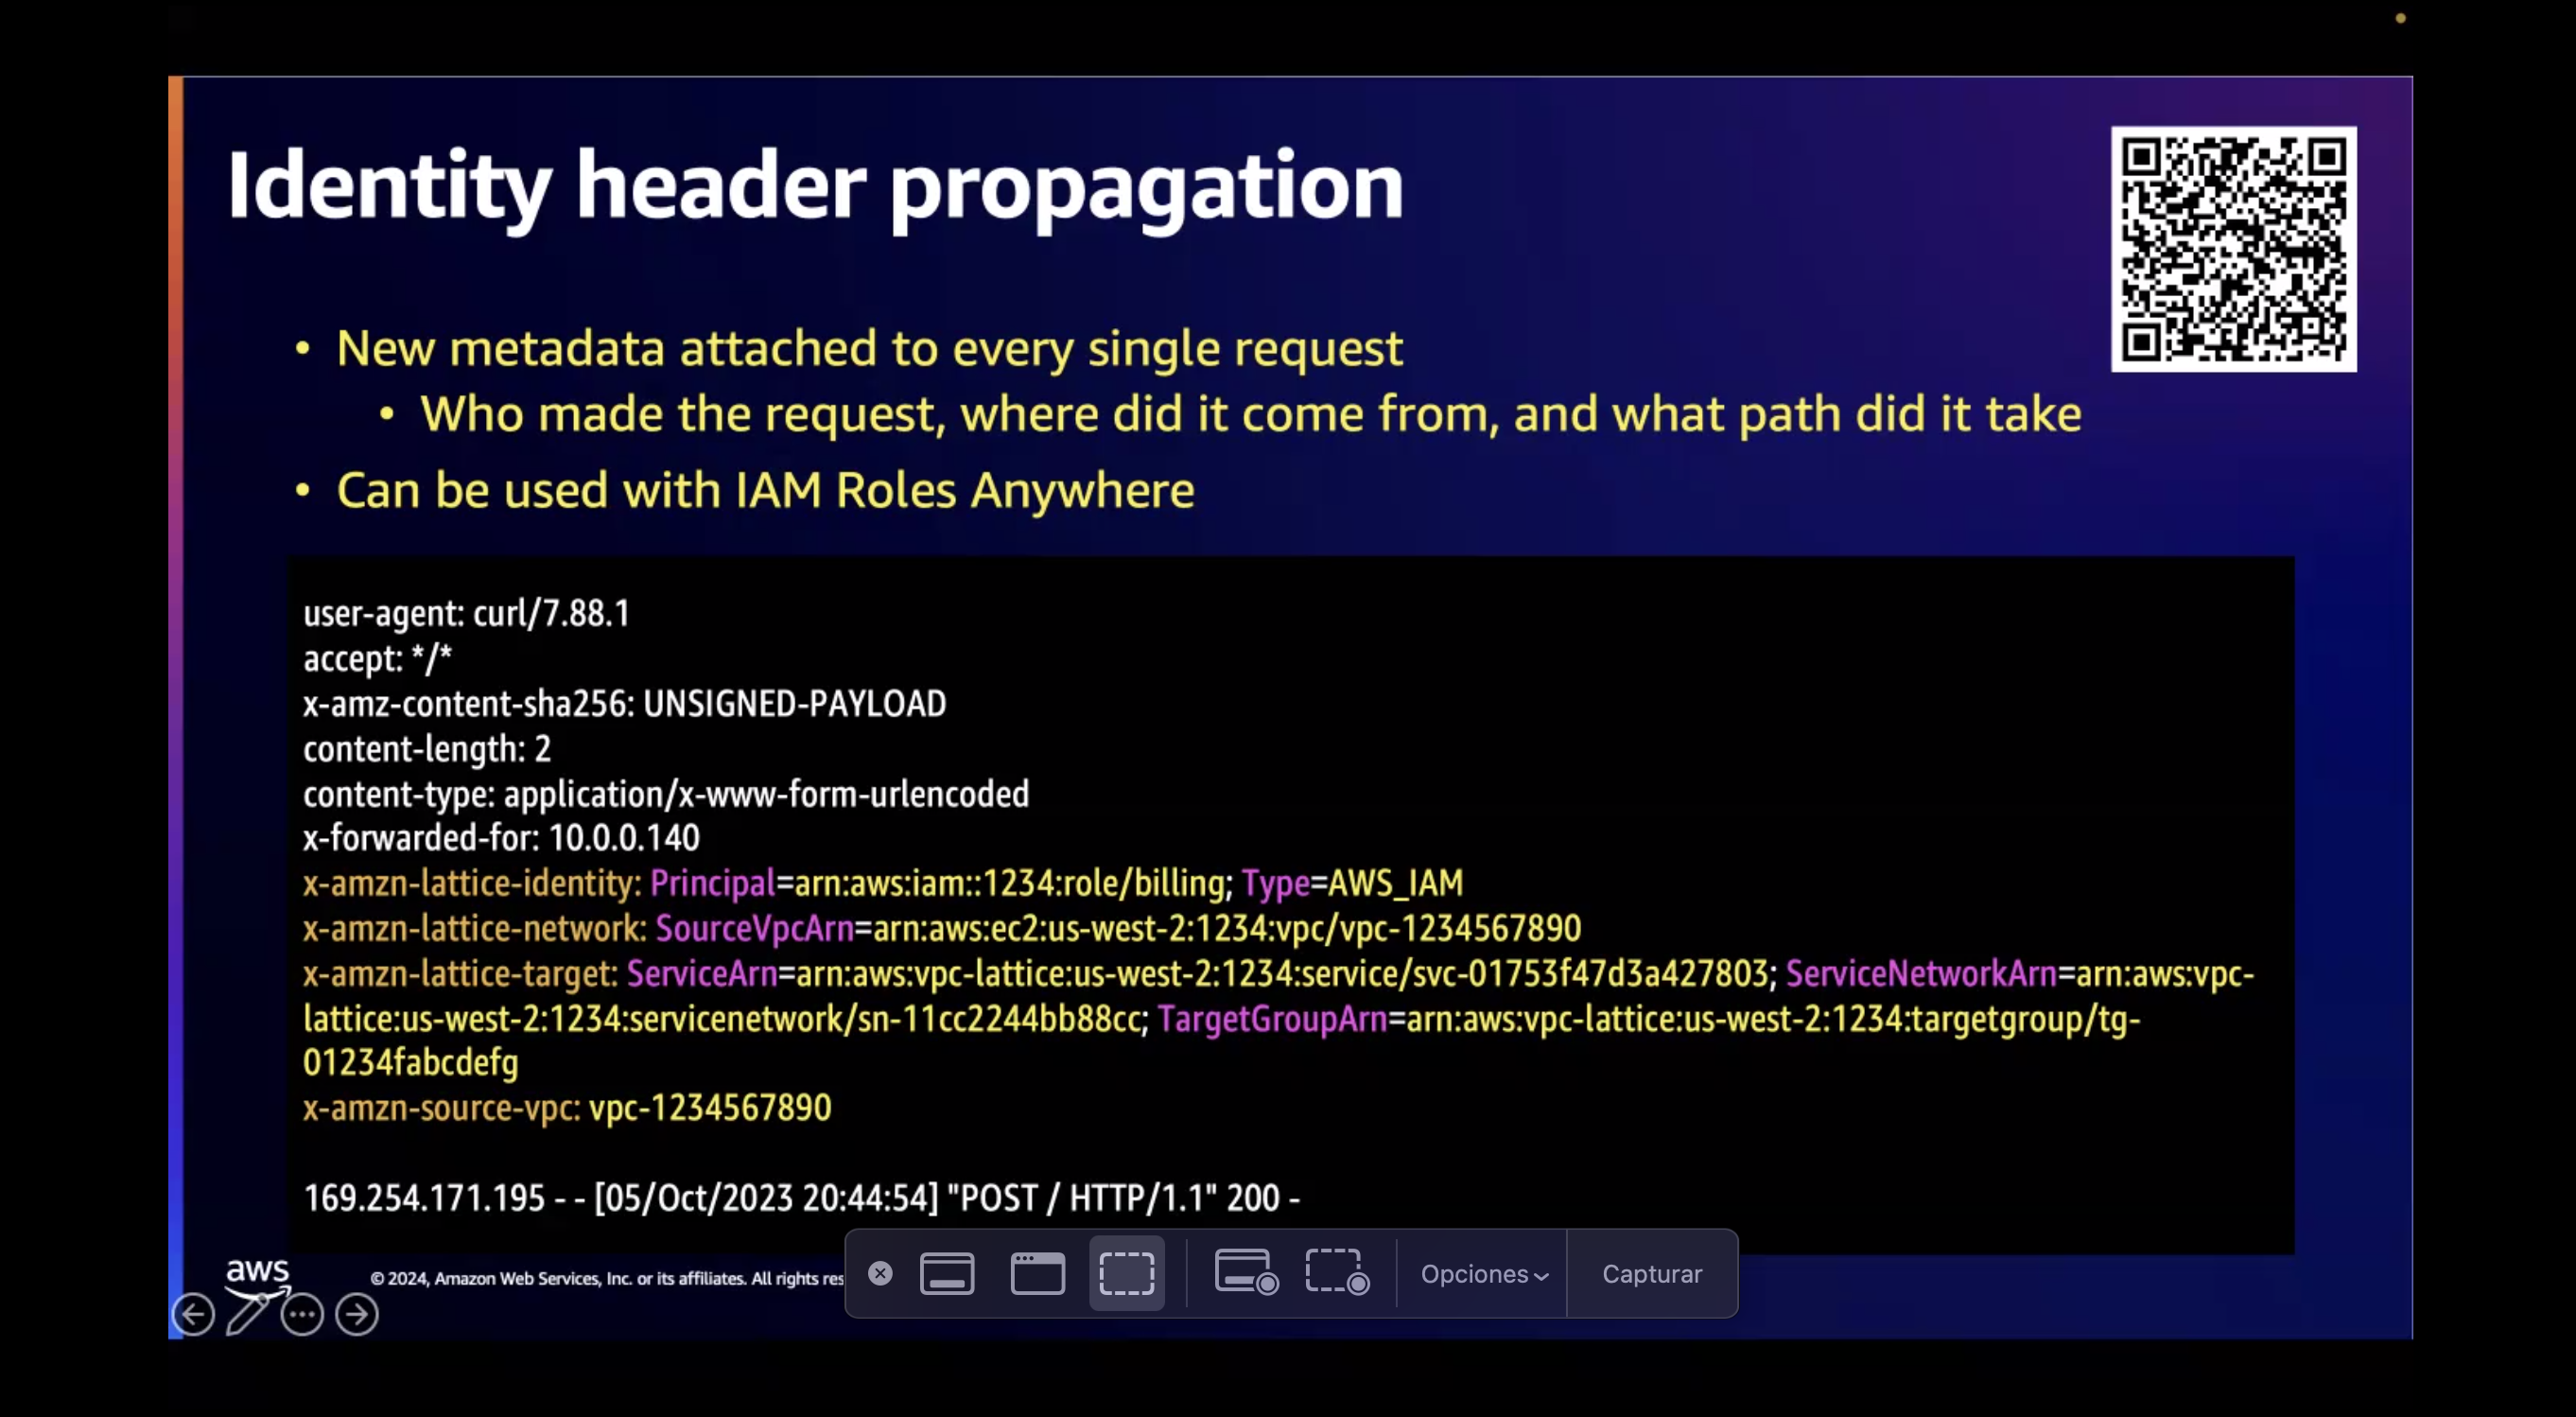 Identity header propagation
• New metadata attached to every single request
• Who made the request, where did it come from, and what path did it take
• Can be used with IAM Roles Anywhere
user-agent: curl/7.88.1
accept: */*
x-amz-content-sha256: UNSIGNED-PAYLOAD
content-length: 2
content-type: application/x-www-form-urlencoded
x-forwarded-for: 10.0.0.140
x-amzn-lattice-identity: Principal=arn:aws:iam::1234:role/billing; Type=AWS_IAM
x-amzn-lattice-network: SourceVpcArn=arn:aws:ec2:us-west-2:1234:vpc/vpc-1234567890
x-amzn-lattice-target: ServiceArn=arn:aws:vpc-lattice:us-west-2:1234:service/svc-01753f47d3a427803; ServiceNetworkArn=arn:aws:vpc-
lattice:us-west-2:1234:servicenetwork/sn-11cc2244bb88cc; TargetGroupArn=arn:aws:vpc-lattice:us-west-2:1234:targetgroup/tg-
01234fabcdefg
x-amzn-source-vpc: vpc-1234567890
169.254.171.195 - - [05/Oct/2023 20:44:54] "POST / HTTP/1.1" 200 -
aws
© 2024, Amazon Web Services, Inc. or its affiliates. All rights res
Opciones
Capturar